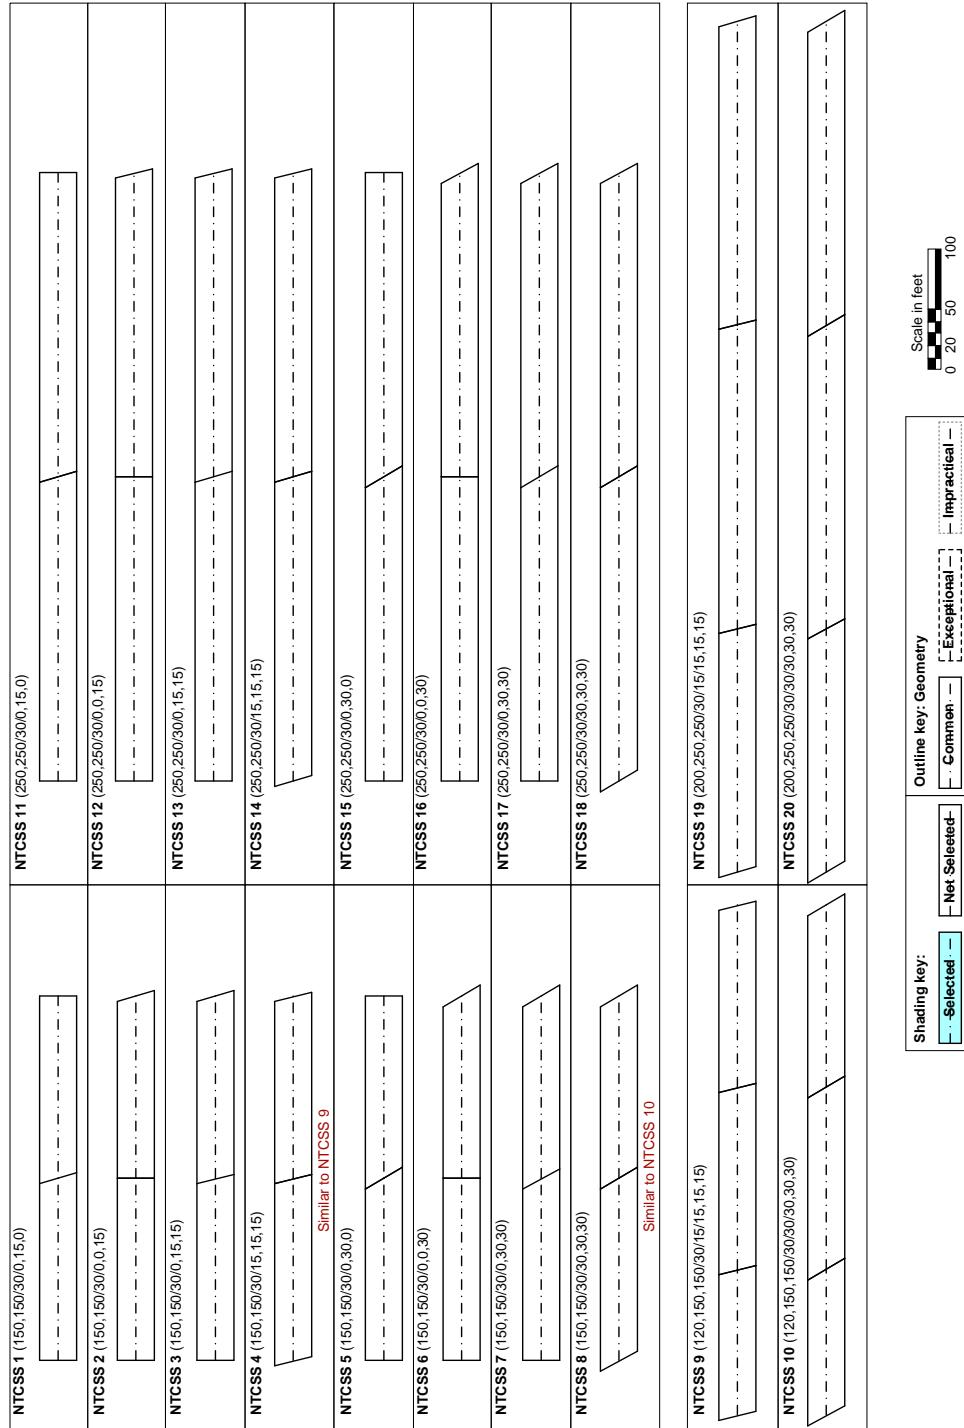 NTCSS 1 (150,150/30/0,15,0)
NTCSS 2 (150,150/30/0,0,15)
NTCSS 3 (150,150/30/0,15,15)
NTCSS 4 (150,150/30/15,15,15)
Similar to NTCSS 9
NTCSS 5 (150,150/30/0,30,0)
NTCSS 6 (150,150/30/0,0,30)
NTCSS 7 (150,150/30/0,30,30)
NTCSS 8 (150,150/30/30,30,30)
Similar to NTCSS 10
NTCSS 9 (120,150,150/30/15/15,15,15)
NTCSS 10 (120,150,150/30/30/30,30,30)
NTCSS 11 (250,250/30/0,15,0)
NTCSS 12 (250,250/30/0,0,15)
NTCSS 13 (250,250/30/0,15,15)
NTCSS 14 (250,250/30/15,15,15)
NTCSS 15 (250,250/30/0,30,0)
NTCSS 16 (250,250/30/0,0,30)
NTCSS 17 (250,250/30/0,30,30)
NTCSS 18 (250,250/30/30,30,30)
NTCSS 19 (200,250,250/30/15/15,15,15)
NTCSS 20 (200,250,250/30/30/30,30,30)
Shading key:
Selected
Not Selected
Outline key: Geometry
Common
Exceptional
Impractical
Scale in feet
0 20 50 100